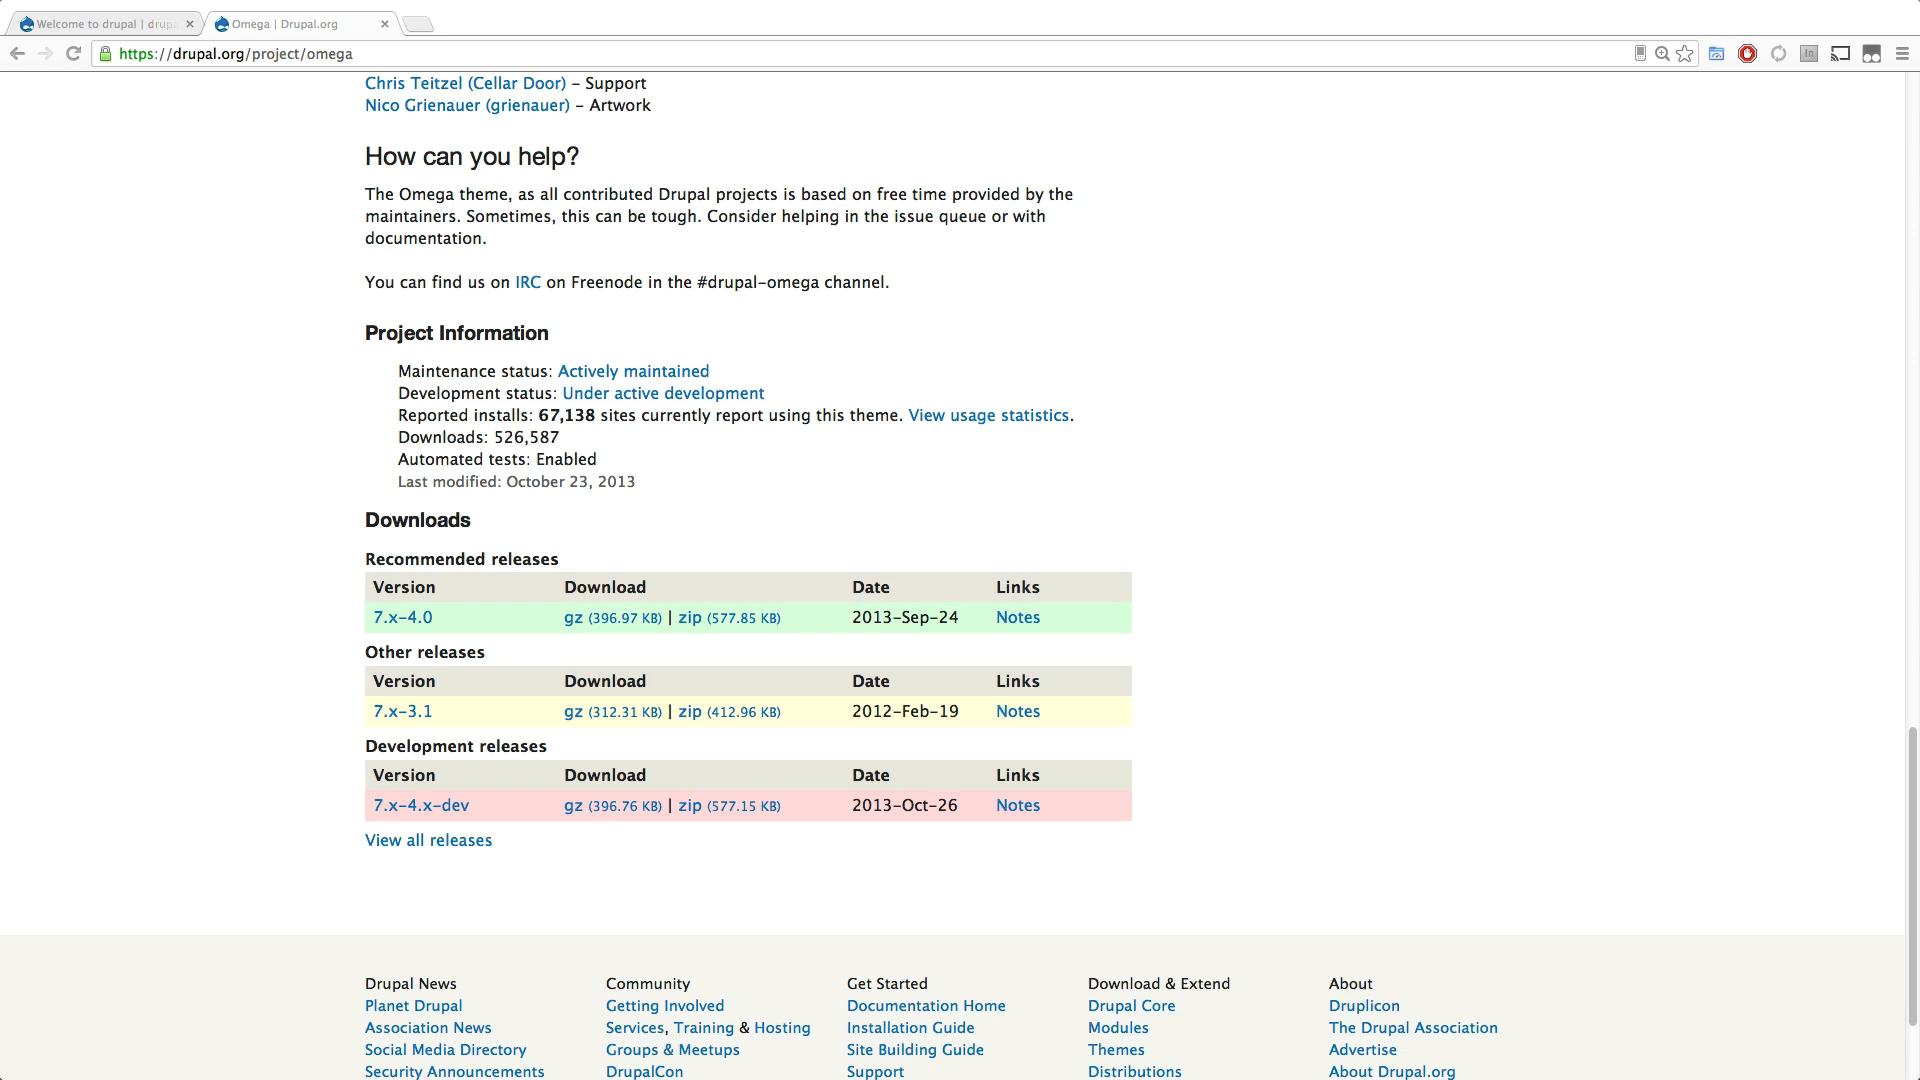 Welcome to drupal | drup
Omega | Drupal.org
https://drupal.org/project/omega
Chris Teitzel (Cellar Door) – Support
Nico Grienauer (grienauer) – Artwork
How can you help?
The Omega theme, as all contributed Drupal projects is based on free time provided by the
maintainers. Sometimes, this can be tough. Consider helping in the issue queue or with
documentation.
You can find us on IRC on Freenode in the #drupal-omega channel.
Project Information
Maintenance status: Actively maintained
Development status: Under active development
Reported installs: 67,138 sites currently report using this theme. View usage statistics.
Downloads: 526,587
Automated tests: Enabled
Last modified: October 23, 2013
Downloads
Recommended releases
Version Download Date Links
7.x-4.0 gz (396.97 KB) | zip (577.85 KB) 2013-Sep-24 Notes
Other releases
Version Download Date Links
7.x-3.1 gz (312.31 KB) | zip (412.96 KB) 2012-Feb-19 Notes
Development releases
Version Download Date Links
7.x-4.x-dev gz (396.76 KB) | zip (577.15 KB) 2013-Oct-26 Notes
View all releases
Drupal News
Planet Drupal
Association News
Social Media Directory
Security Announcements
Community
Getting Involved
Services, Training & Hosting
Groups & Meetups
DrupalCon
Get Started
Documentation Home
Installation Guide
Site Building Guide
Support
Download & Extend
Drupal Core
Modules
Themes
Distributions
About
Druplicon
The Drupal Association
Advertise
About Drupal.org